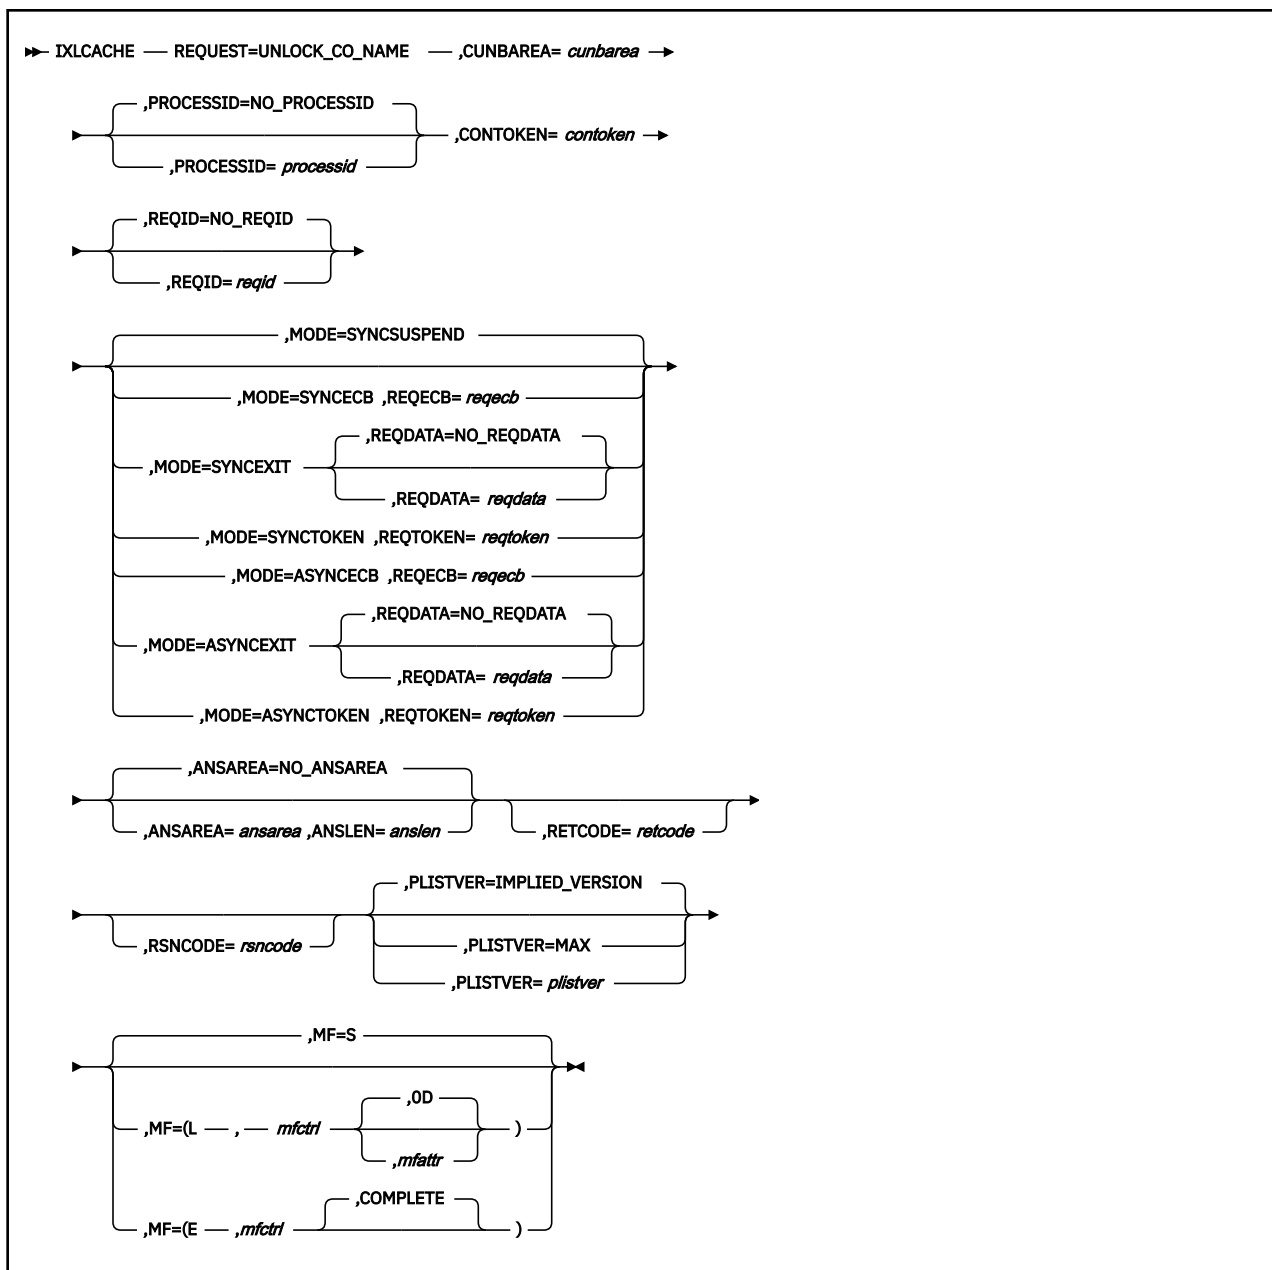 IXLCACHE REQUEST=UNLOCK_CO_NAME ,CUNBAREA= cunbarea
,PROCESSID=NO_PROCESSID
,CONTOKEN= contoken
,PROCESSID= processid
,REQID=NO_REQID
,REQID= reqid
,MODE=SYNCSUSPEND
,MODE=SYNCECB ,REQECB= reqecb
,REQDATA=NO_REQDATA
,MODE=SYNCEXIT
,REQDATA= reqdata
,MODE=SYNCTOKEN ,REQTOKEN= reqtoken
,MODE=ASYNCECB ,REQECB= reqecb
,REQDATA=NO_REQDATA
,MODE=ASYNCEXIT
,REQDATA= reqdata
,MODE=ASYNCTOKEN ,REQTOKEN= reqtoken
,ANSAREA=NO_ANSAREA
,ANSAREA= ansarea ,ANSLEN= anslen ,RETCODE= retcode
,PLISTVER=IMPLIED_VERSION
,RSNCODE= rsncode ,PLISTVER=MAX
,PLISTVER= plistver
,MF=S
,0D
,MF=(L , mfctrl )
,mfattr
,COMPLETE
,MF=(E ,mfctrl )